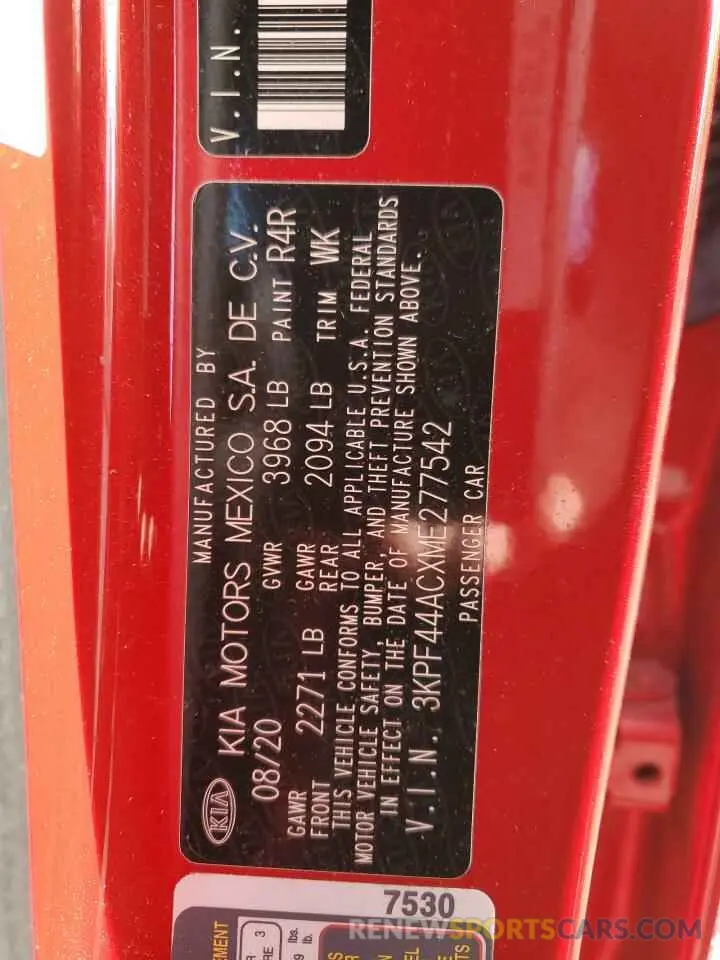 V.I.N.
MANUFACTURED BY
KIA KIA MOTORS MEXICO S.A. DE C.V.
08/20 GVWR 3968 LB PAINT R4R
GAWR FRONT 2271 LB GAWR REAR 2094 LB TRIM WK
THIS VEHICLE CONFORMS TO ALL APPLICABLE U.S.A. FEDERAL
MOTOR VEHICLE SAFETY, BUMPER, AND THEFT PREVENTION STANDARDS
IN EFFECT ON THE DATE OF MANUFACTURE SHOWN ABOVE.
V.I.N. 3KPF44ACXME277542
PASSENGER CAR
7530
RENEWSPORTSCARS.COM